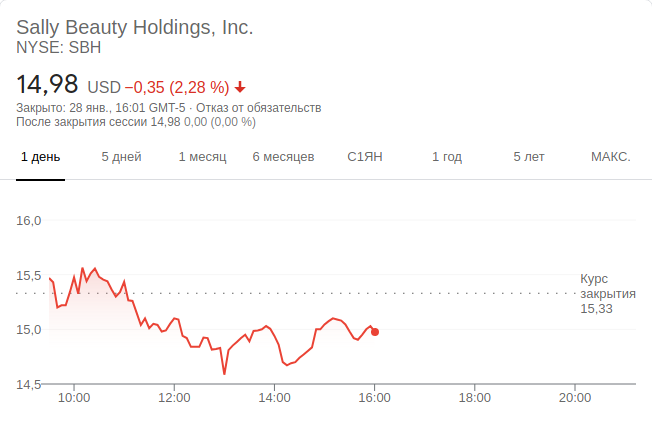 Sally Beauty Holdings, Inc.
NYSE: SBH
14,98 USD −0,35 (2,28 %) ↓
Закрыто: 28 янв., 16:01 GMT-5 · Отказ от обязательств
После закрытия сессии 14,98 0,00 (0,00 %)
1 день 5 дней 1 месяц 6 месяцев С1ЯН 1 год 5 лет МАКС.
16,0
15,5
Курс
закрытия
15,33
15,0
14,5
10:00 12:00 14:00 16:00 18:00 20:00